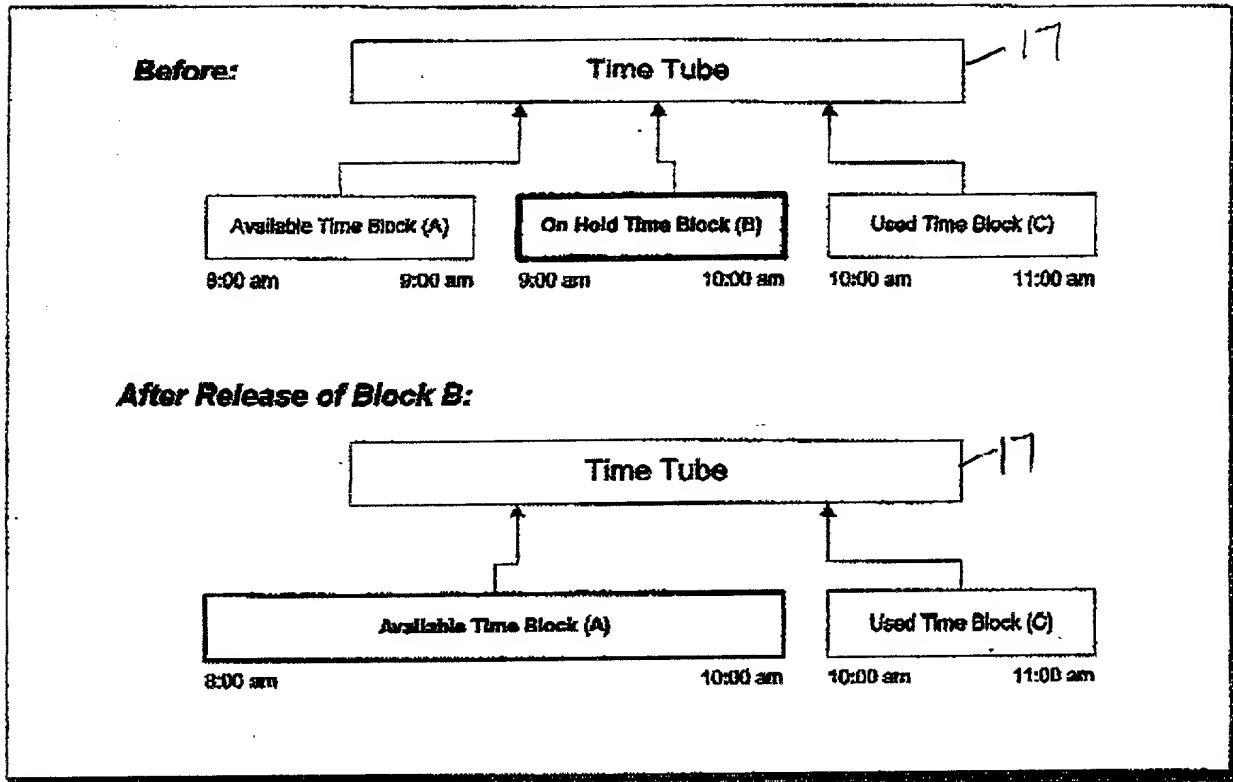 Before:
Time Tube
17
Available Time Block (A)
On Hold Time Block (B)
Used Time Block (C)
8:00 am
9:00 am
9:00 am
10:00 am
10:00 am
11:00 am
After Release of Block B:
Time Tube
17
Available Time Block (A)
Used Time Block (C)
8:00 am
10:00 am
10:00 am
11:00 am